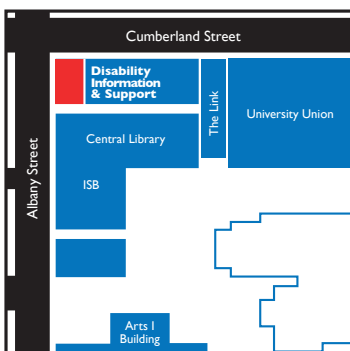 Cumberland Street
Disability
Information
& Support
The Link
University Union
Central Library
ISB
Albany Street
Arts I
Building